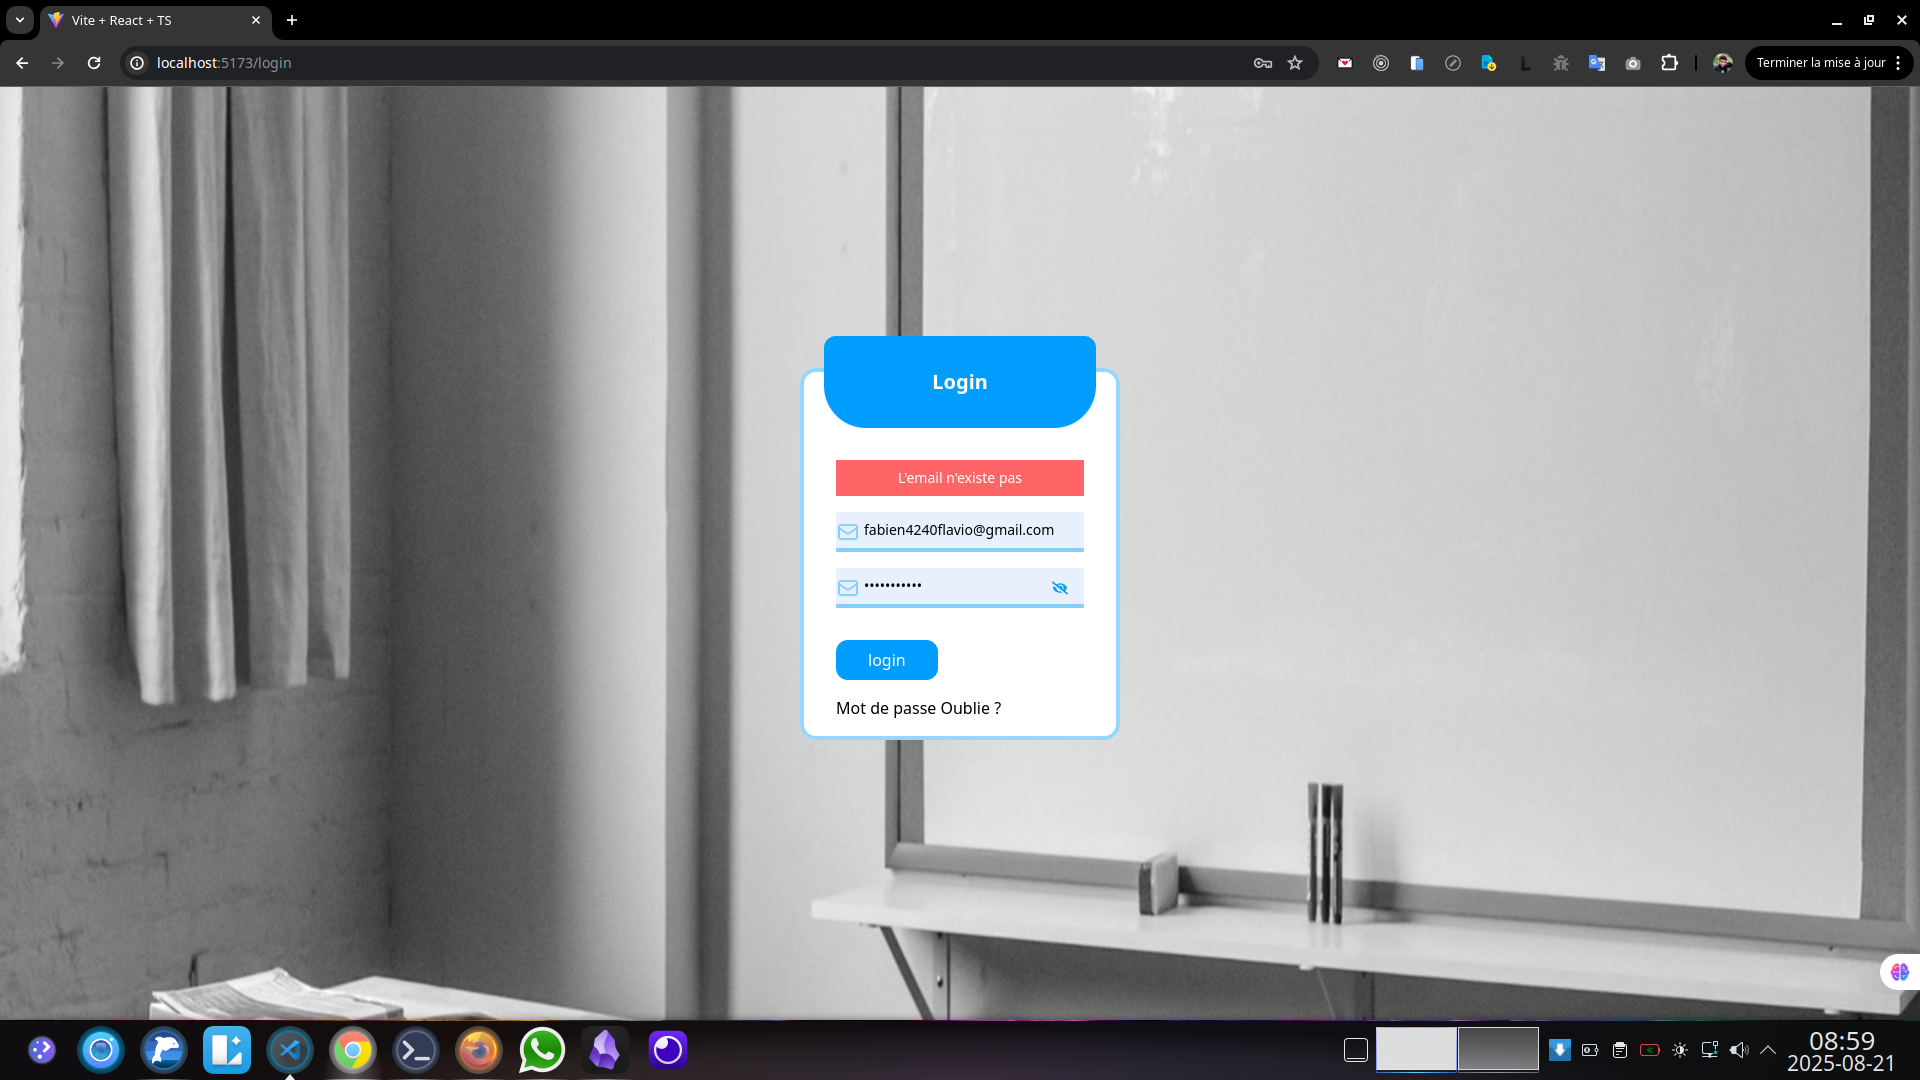 Vite + React + TS
localhost:5173/login
Terminer la mise à jour
Login
L'email n'existe pas
fabien4240flavio@gmail.com
•••••••••••
login
Mot de passe Oublie ?
08:59
2025-08-21